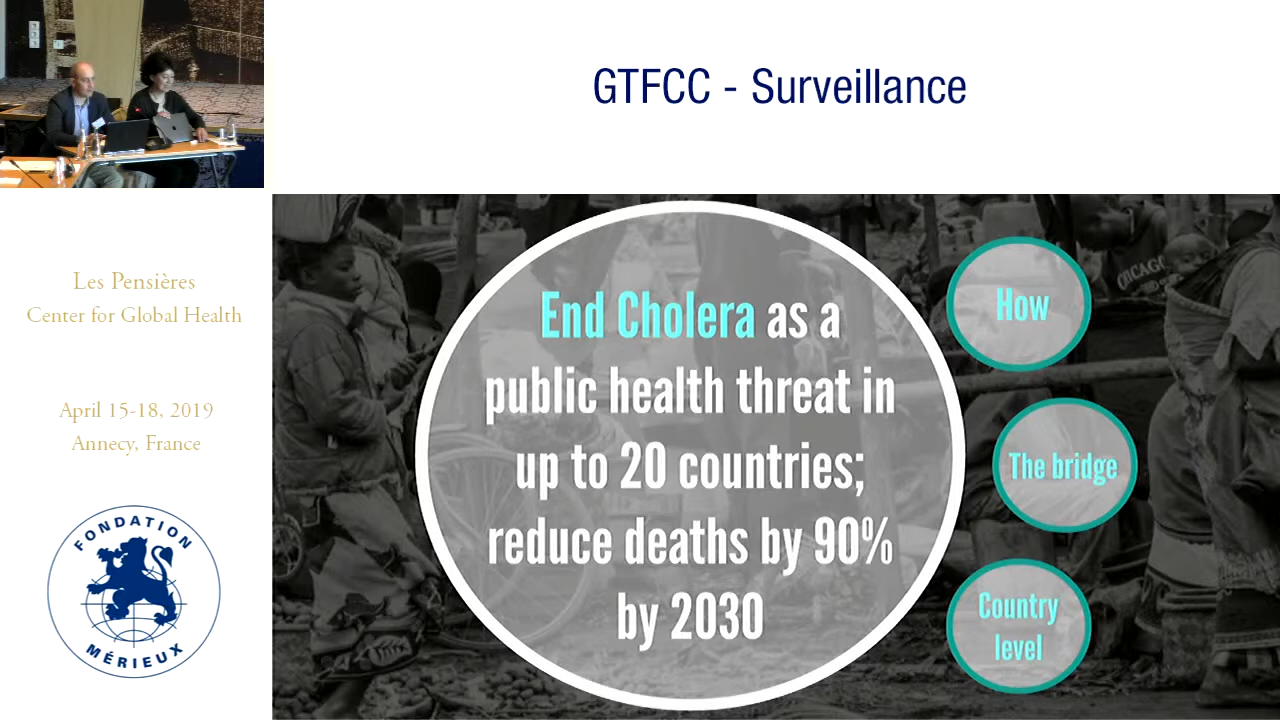 GTFCC - Surveillance
Les Pensières
Center for Global Health
April 15-18, 2019
Annecy, France
FONDATION
MÉRIEUX
End Cholera as a
public health threat in
up to 20 countries;
reduce deaths by 90%
by 2030
How
The bridge
Country
level
CHICAGO